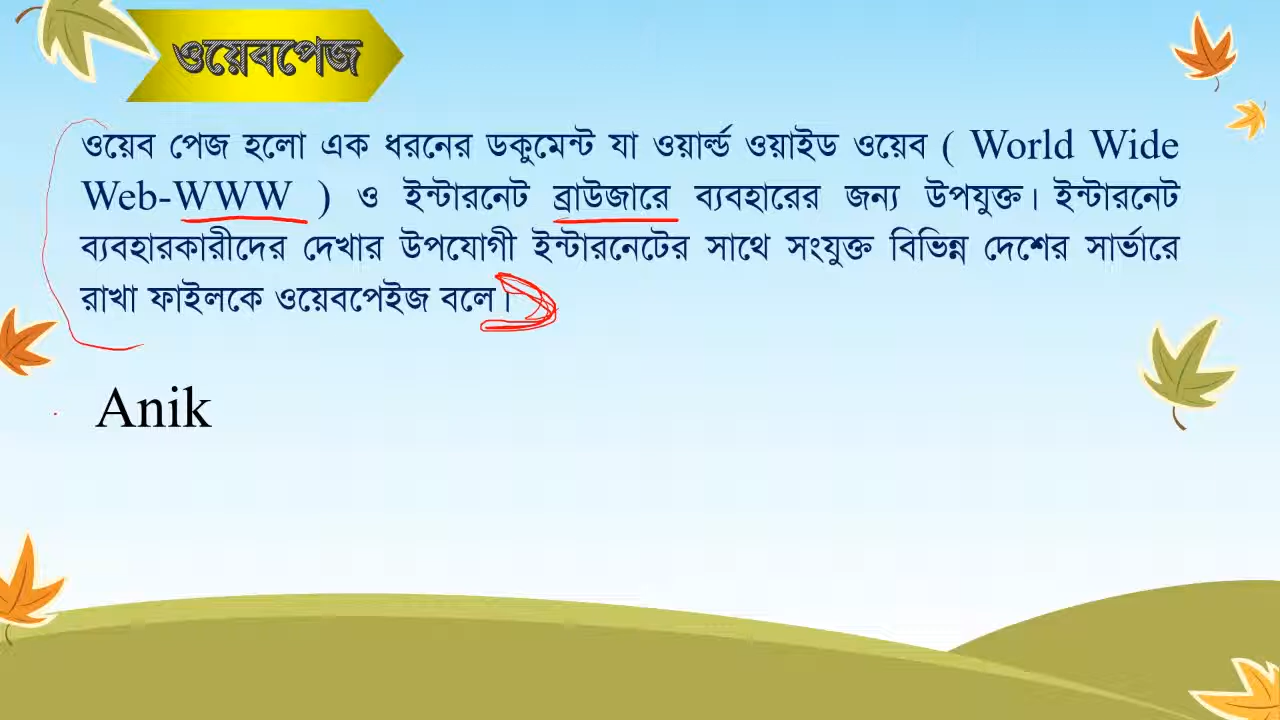 ওয়েবপেজ
ওয়েব পেজ হলো এক ধরনের ডকুমেন্ট যা ওয়ার্ল্ড ওয়াইড ওয়েব ( World Wide
Web-WWW ) ও ইন্টারনেট ব্রাউজারে ব্যবহারের জন্য উপযুক্ত। ইন্টারনেট
ব্যবহারকারীদের দেখার উপযোগী ইন্টারনেটের সাথে সংযুক্ত বিভিন্ন দেশের সার্ভারে
রাখা ফাইলকে ওয়েবপেইজ বলে।
Anik